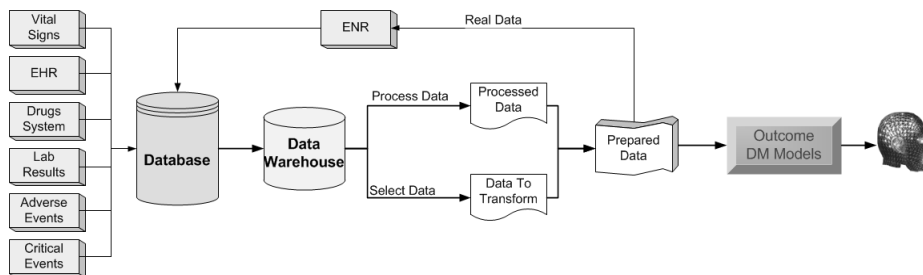 Vital
Signs
EHR
Drugs
System
Lab
Results
Adverse
Events
Critical
Events
Database
ENR
Real Data
Data
Warehouse
Process Data
Select Data
Processed
Data
Data To
Transform
Prepared
Data
Outcome
DM Models